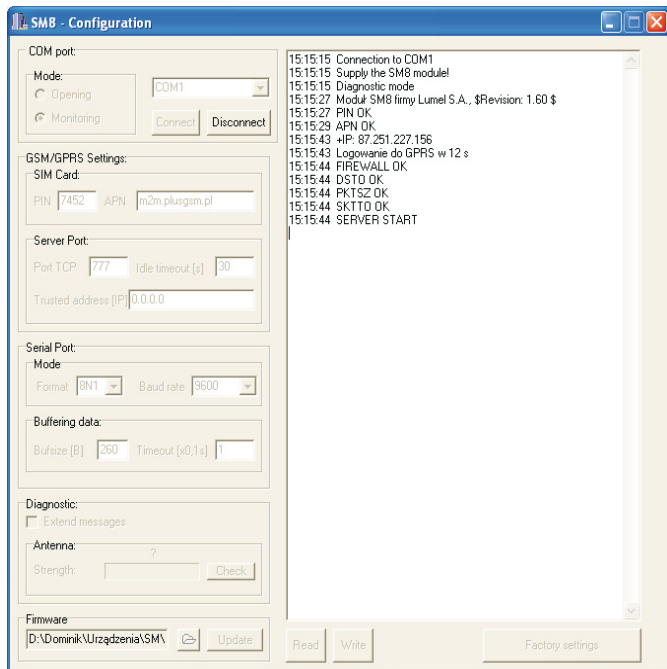 SM8 - Configuration
COM port:
Mode:
Opening
COM1
Monitoring
Connect
Disconnect
GSM/GPRS Settings:
SIM Card:
PIN 7452 APN m2m.plusgsm.pl
Server Port:
Port TCP 777 Idle timeout [s] 30
Trusted address [IP] 0.0.0.0
Serial Port:
Mode
Format 8N1 Baud rate 9600
Buffering data:
Bufsize [B] 260 Timeout [x0,1s] 1
Diagnostic:
Extend messages
Antenna:
?
Strength: Check
Firmware
D:\Dominik\Urządzenia\SM\ Update
15:15:15 Connection to COM1
15:15:15 Supply the SM8 module!
15:15:15 Diagnostic mode
15:15:27 Moduł SM8 firmy Lumel S.A., $Revision: 1.60 $
15:15:27 PIN OK
15:15:29 APN OK
15:15:43 +IP: 87.251.227.156
15:15:43 Logowanie do GPRS w 12 s
15:15:44 FIREWALL OK
15:15:44 DSTO OK
15:15:44 PKTSZ OK
15:15:44 SKTTO OK
15:15:44 SERVER START
Read Write Factory settings